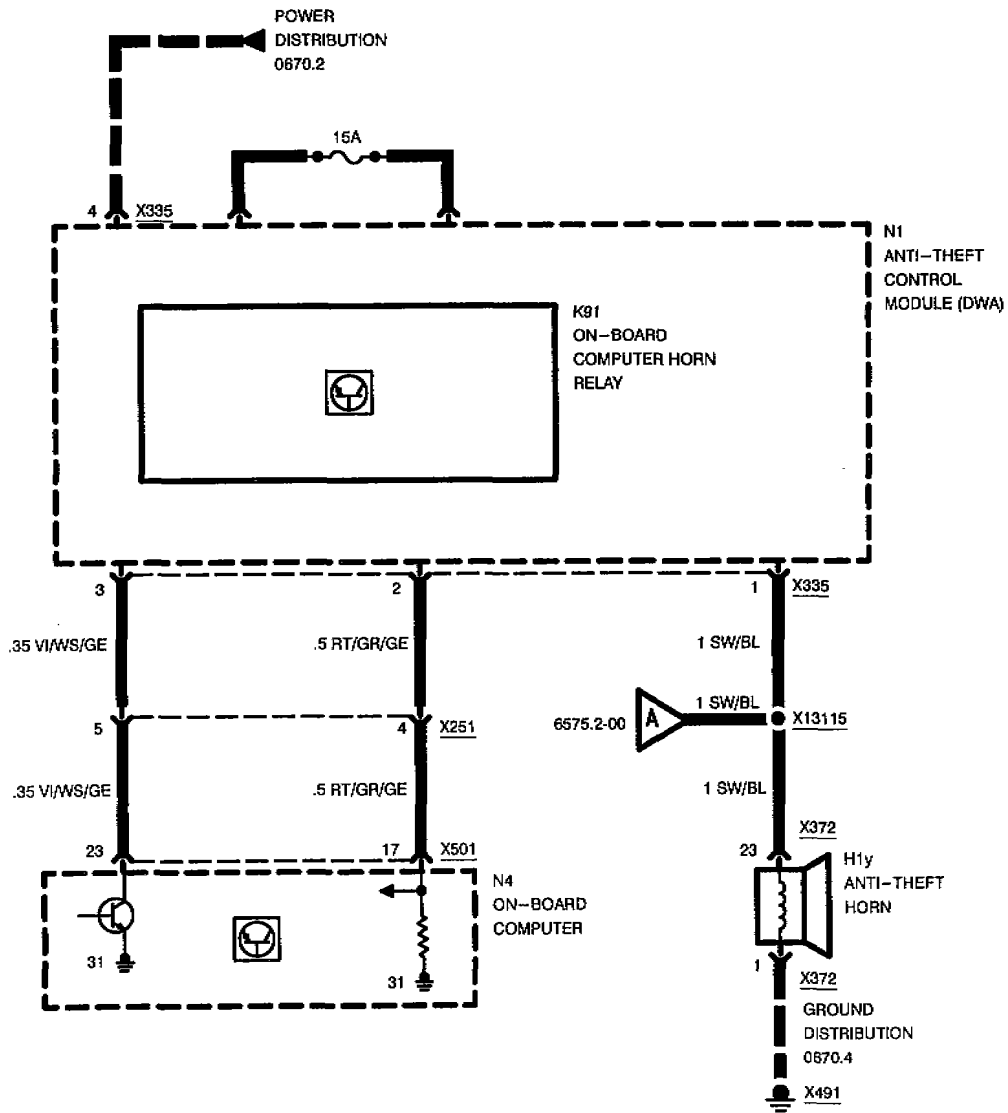 POWER
DISTRIBUTION
0670.2
15A
4 X335
N1
ANTI-THEFT
CONTROL
MODULE (DWA)
K91
ON-BOARD
COMPUTER HORN
RELAY
3 2 1 X335
.35 VI/WS/GE .5 RT/GR/GE 1 SW/BL
1 SW/BL
6575.2-00 A X13115
5 4 X251
.35 VI/WS/GE .5 RT/GR/GE 1 SW/BL
X372
23 17 X501 23
H1y
ANTI-THEFT
HORN
N4
ON-BOARD
COMPUTER
31 31
1 X372
GROUND
DISTRIBUTION
0670.4
X491